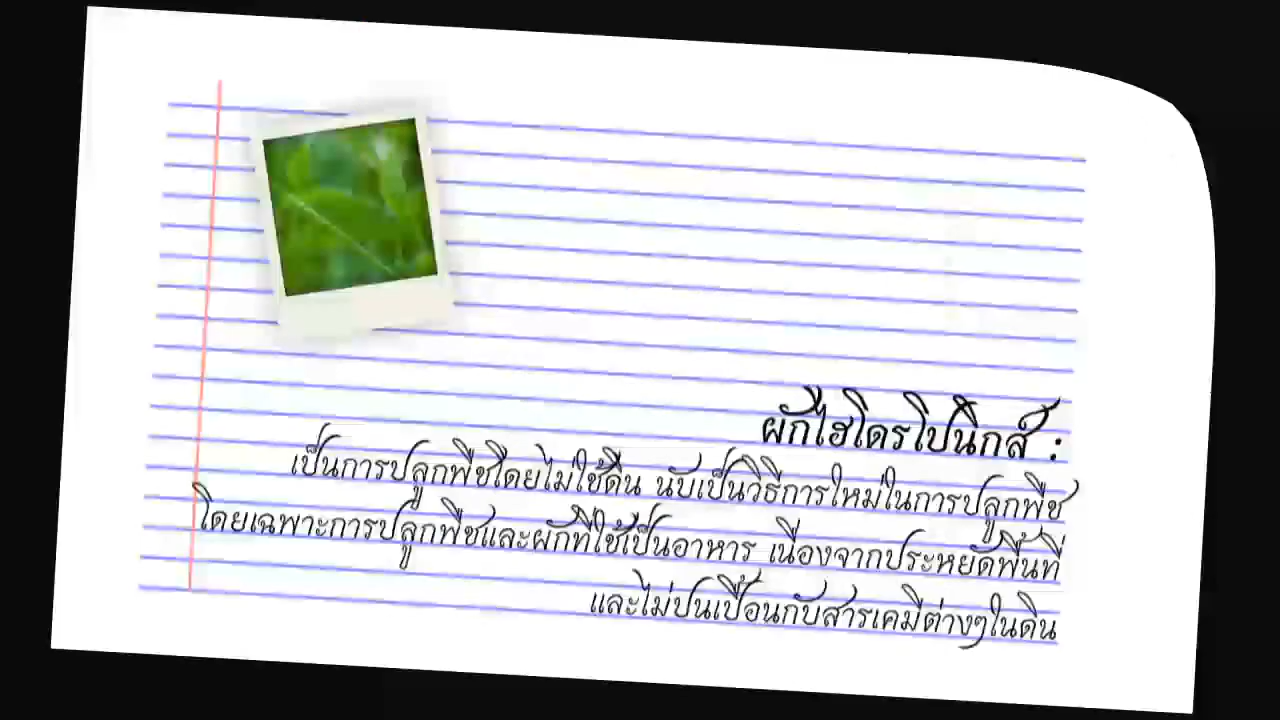 ผักไฮโดรโปนิกส์ :
เป็นการปลูกพืชโดยไม่ใช้ดิน นับเป็นวิธีการใหม่ในการปลูกพืช
โดยเฉพาะการปลูกพืชและผักที่ใช้เป็นอาหาร เนื่องจากประหยัดพื้นที่
และไม่ปนเปื้อนกับสารเคมีต่างๆในดิน